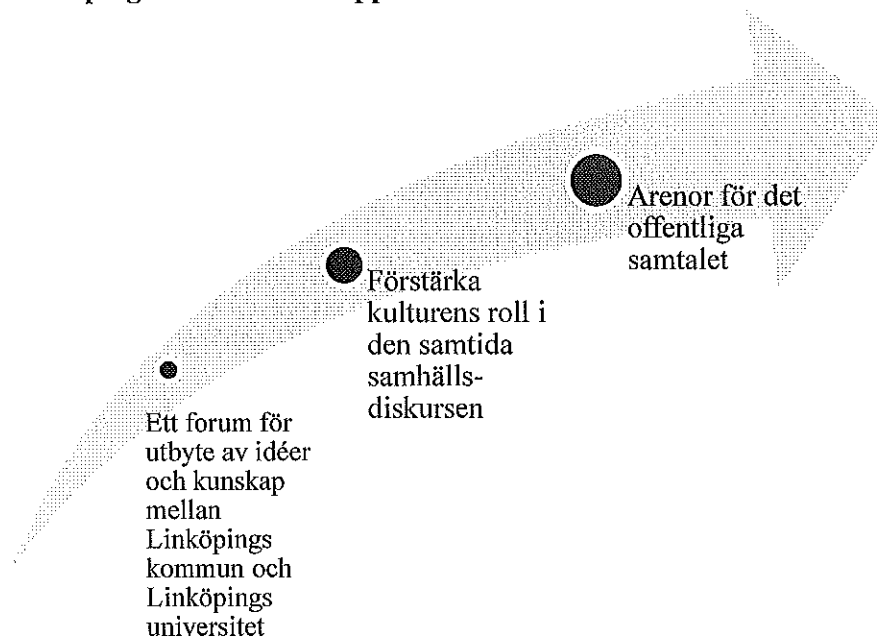 Ett forum för
utbyte av idéer
och kunskap
mellan
Linköpings
kommun och
Linköpings
universitet
Förstärka
kulturens roll i
den samtida
samhälls-
diskursen
Arenor för det
offentliga
samtalet